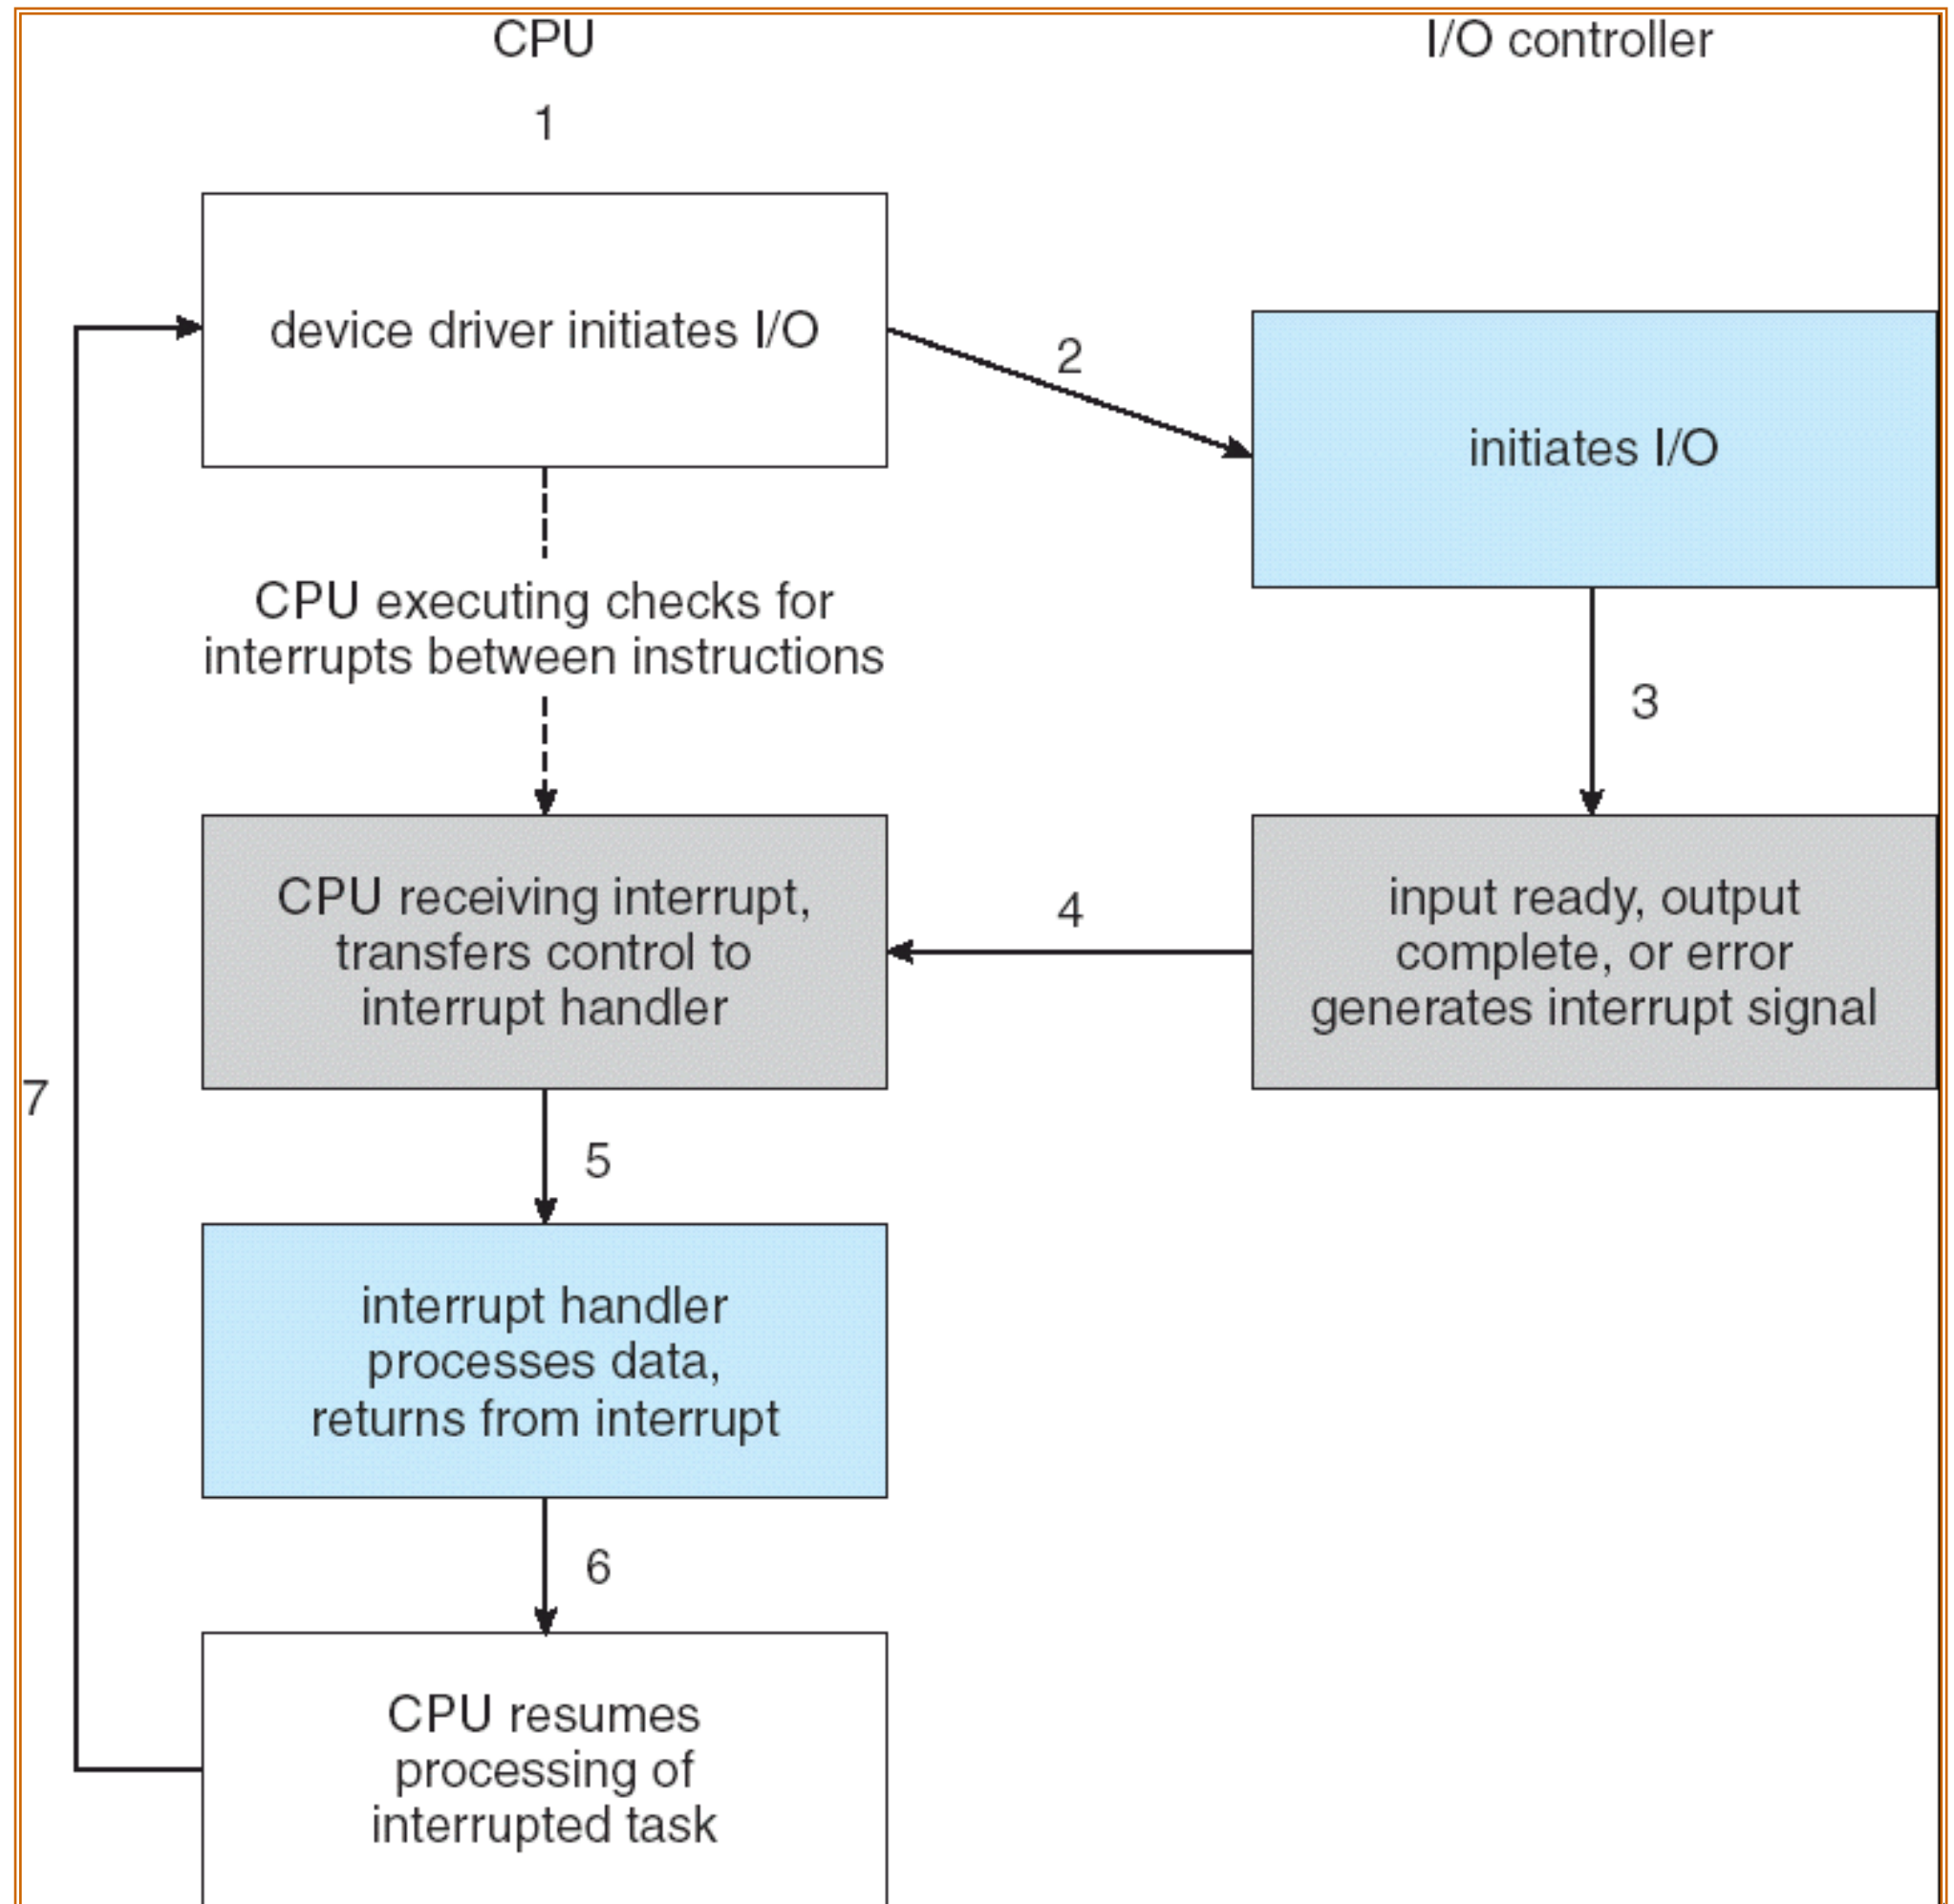 CPU
I/O controller
1
device driver initiates I/O
2
initiates I/O
CPU executing checks for
interrupts between instructions
3
CPU receiving interrupt,
transfers control to
interrupt handler
4
input ready, output
complete, or error
generates interrupt signal
7
5
interrupt handler
processes data,
returns from interrupt
6
CPU resumes
processing of
interrupted task